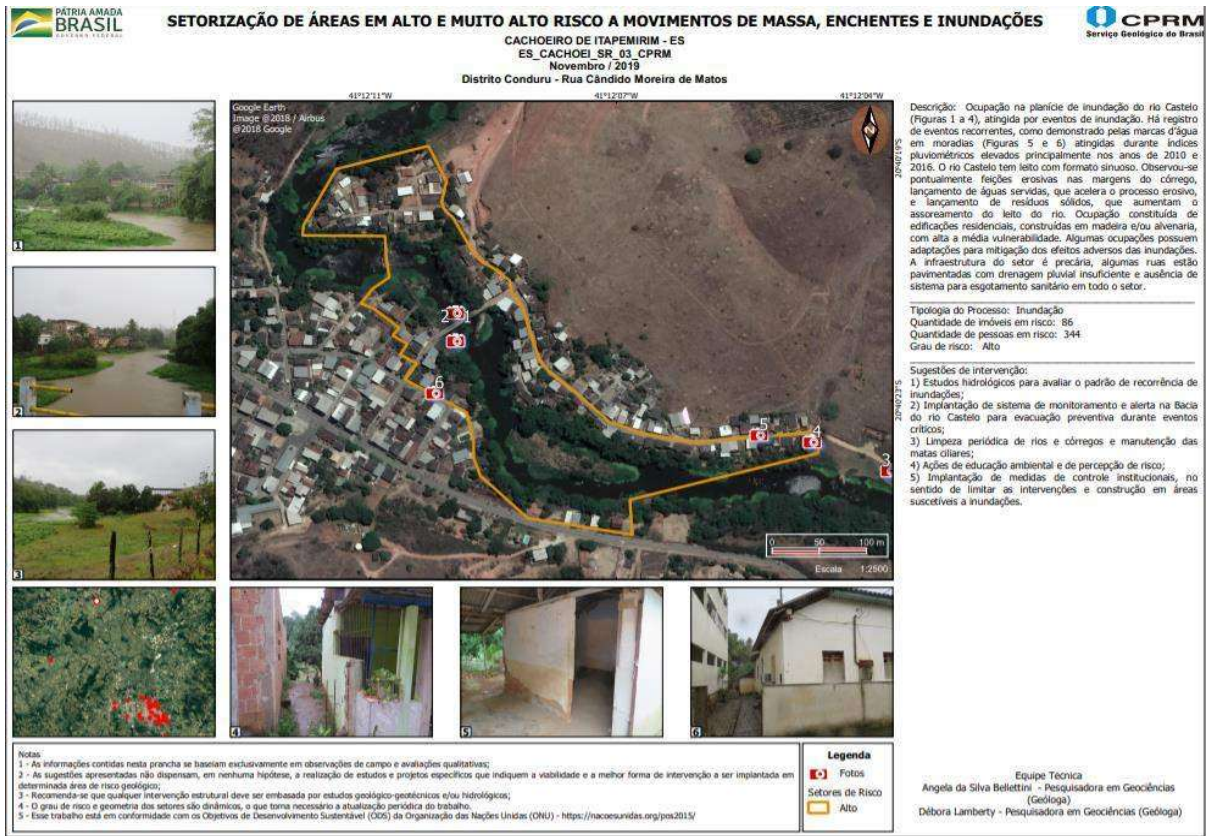 PÁTRIA AMADA
BRASIL
GOVERNO FEDERAL
SETORIZAÇÃO DE ÁREAS EM ALTO E MUITO ALTO RISCO A MOVIMENTOS DE MASSA, ENCHENTES E INUNDAÇÕES
CACHOEIRO DE ITAPEMIRIM - ES
ES_CACHOEI_SR_03_CPRM
Novembro / 2019
Distrito Conduru - Rua Cândido Moreira de Matos
CPRM
Serviço Geológico do Brasil
41°12'11"W
41°12'07"W
41°12'04"W
Google Earth
Image @2018 / Airbus
@2018 Google
N
20°40'19"S
20°40'23"S
1
2
3
2
1
6
5
4
3
0
50
100 m
Escala 1:2500
4
5
6
Descrição: Ocupação na planície de inundação do rio Castelo
(Figuras 1 a 4), atingida por eventos de inundação. Há registro
de eventos recorrentes, como demonstrado pelas marcas d'água
em moradias (Figuras 5 e 6) atingidas durante índices
pluviométricos elevados principalmente nos anos de 2010 e
2016. O rio Castelo tem leito com formato sinuoso. Observou-se
pontualmente feições erosivas nas margens do córrego,
lançamento de águas servidas, que acelera o processo erosivo,
e lançamento de resíduos sólidos, que aumentam o
assoreamento do leito do rio. Ocupação constituída de
edificações residenciais, construídas em madeira e/ou alvenaria,
com alta a média vulnerabilidade. Algumas ocupações possuem
adaptações para mitigação dos efeitos adversos das inundações.
A infraestrutura do setor é precária, algumas ruas estão
pavimentadas com drenagem pluvial insuficiente e ausência de
sistema para esgotamento sanitário em todo o setor.
Tipologia do Processo: Inundação
Quantidade de imóveis em risco: 86
Quantidade de pessoas em risco: 344
Grau de risco: Alto
Sugestões de intervenção:
1) Estudos hidrológicos para avaliar o padrão de recorrência de
inundações;
2) Implantação de sistema de monitoramento e alerta na Bacia
do rio Castelo para evacuação preventiva durante eventos
críticos;
3) Limpeza periódica de rios e córregos e manutenção das
matas ciliares;
4) Ações de educação ambiental e de percepção de risco;
5) Implantação de medidas de controle institucionais, no
sentido de limitar as intervenções e construção em áreas
suscetíveis a inundações.
Notas
1 - As informações contidas nesta prancha se baseiam exclusivamente em observações de campo e avaliações qualitativas;
2 - As sugestões apresentadas não dispensam, em nenhuma hipótese, a realização de estudos e projetos específicos que indiquem a viabilidade e a melhor forma de intervenção a ser implantada em
determinada área de risco geológico;
3 - Recomenda-se que qualquer intervenção estrutural deve ser embasada por estudos geológico-geotécnicos e/ou hidrológicos;
4 - O grau de risco e geometria dos setores são dinâmicos, o que torna necessário a atualização periódica do trabalho.
5 - Esse trabalho está em conformidade com os Objetivos de Desenvolvimento Sustentável (ODS) da Organização das Nações Unidas (ONU) - https://nacoesunidas.org/pos2015/
Legenda
Fotos
Setores de Risco
Alto
Equipe Técnica
Angela da Silva Bellettini - Pesquisadora em Geociências
(Geóloga)
Débora Lamberty - Pesquisadora em Geociências (Geóloga)